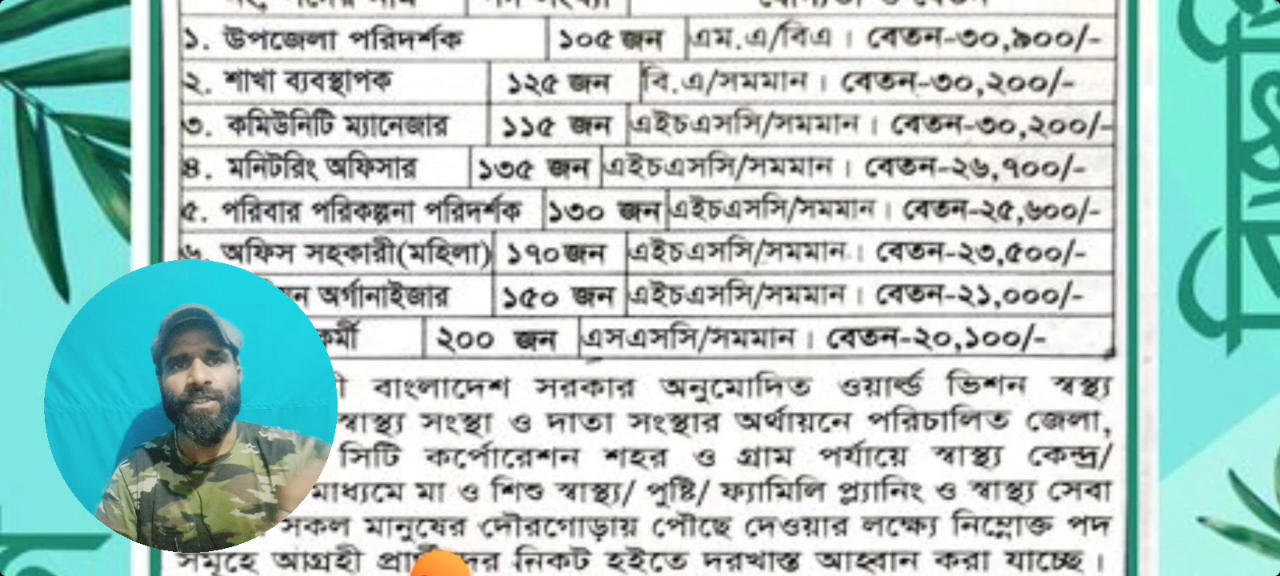 ১. উপজেলা পরিদর্শক ১০৫ জন এম.এ/বিএ। বেতন-৩০,৯০০/-
২. শাখা ব্যবস্থাপক ১২৫ জন বি.এ/সমমান। বেতন-৩০,২০০/-
৩. কমিউনিটি ম্যানেজার ১১৫ জন এইচএসসি/সমমান। বেতন-৩০,২০০/-
৪. মনিটরিং অফিসার ১৩৫ জন এইচএসসি/সমমান। বেতন-২৬,৭০০/-
৫. পরিবার পরিকল্পনা পরিদর্শক ১৩০ জন এইচএসসি/সমমান। বেতন-২৫,৬০০/-
৬. অফিস সহকারী(মহিলা) ১৭০জন এইচএসসি/সমমান। বেতন-২৩,৫০০/-
অর্গানাইজার ১৫০ জন এইচএসসি/সমমান। বেতন-২১,০০০/-
কর্মী ২০০ জন এসএসসি/সমমান। বেতন-২০,১০০/-
বাংলাদেশ সরকার অনুমোদিত ওয়ার্ল্ড ভিশন স্বাস্থ্য
স্বাস্থ্য সংস্থা ও দাতা সংস্থার অর্থায়নে পরিচালিত জেলা,
সিটি কর্পোরেশন শহর ও গ্রাম পর্যায়ে স্বাস্থ্য কেন্দ্র/
মাধ্যমে মা ও শিশু স্বাস্থ্য/ পুষ্টি/ ফ্যামিলি প্ল্যানিং ও স্বাস্থ্য সেবা
সকল মানুষের দৌরগোড়ায় পৌছে দেওয়ার লক্ষ্যে নিম্নোক্ত পদ
সমূহে আগ্রহী নিকট হইতে দরখাস্ত আহ্বান করা যাচ্ছে।